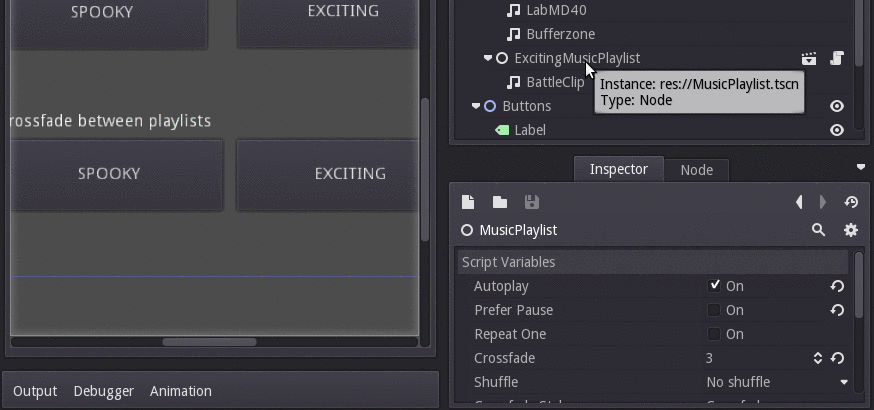 SPOOKY
EXCITING
rossfade between playlists
SPOOKY
EXCITING
Output Debugger Animation
LabMD40
Bufferzone
ExcitingMusicPlaylist
BattleClip
Instance: res://MusicPlaylist.tscn
Type: Node
Buttons
Label
Inspector Node
MusicPlaylist
Script Variables
Autoplay On
Prefer Pause On
Repeat One On
Crossfade 3
Shuffle No shuffle